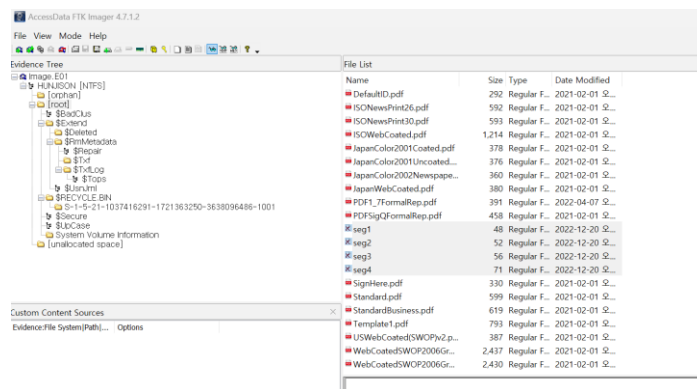 AccessData FTK Imager 4.7.1.2
File View Mode Help
Evidence Tree
Image.E01
HUNJISON [NTFS]
[orphan]
[root]
$BadClus
$Extend
$Deleted
$RmMetadata
$Repair
$Txf
$TxfLog
$Tops
$UsnJrnl
$RECYCLE.BIN
S-1-5-21-1037416291-1721363250-3638096486-1001
$Secure
$UpCase
System Volume Information
[unallocated space]
Custom Content Sources
Evidence:File System|Path|... Options
File List
Name Size Type Date Modified
DefaultID.pdf 292 Regular F... 2021-02-01 오...
ISONewsPrint26.pdf 592 Regular F... 2021-02-01 오...
ISONewsPrint30.pdf 593 Regular F... 2021-02-01 오...
ISOWebCoated.pdf 1,214 Regular F... 2021-02-01 오...
JapanColor2001Coated.pdf 378 Regular F... 2021-02-01 오...
JapanColor2001Uncoated.... 376 Regular F... 2021-02-01 오...
JapanColor2002Newspape... 360 Regular F... 2021-02-01 오...
JapanWebCoated.pdf 380 Regular F... 2021-02-01 오...
PDF1_7FormalRep.pdf 391 Regular F... 2022-04-07 오...
PDFSigQFormalRep.pdf 458 Regular F... 2021-02-01 오...
seg1 48 Regular F... 2022-12-20 오...
seg2 52 Regular F... 2022-12-20 오...
seg3 56 Regular F... 2022-12-20 오...
seg4 71 Regular F... 2022-12-20 오...
SignHere.pdf 330 Regular F... 2021-02-01 오...
Standard.pdf 599 Regular F... 2021-02-01 오...
StandardBusiness.pdf 619 Regular F... 2021-02-01 오...
Template1.pdf 793 Regular F... 2021-02-01 오...
USWebCoated(SWOP)v2.p... 387 Regular F... 2021-02-01 오...
WebCoatedSWOP2006Gr... 2,437 Regular F... 2021-02-01 오...
WebCoatedSWOP2006Gr... 2,430 Regular F... 2021-02-01 오...